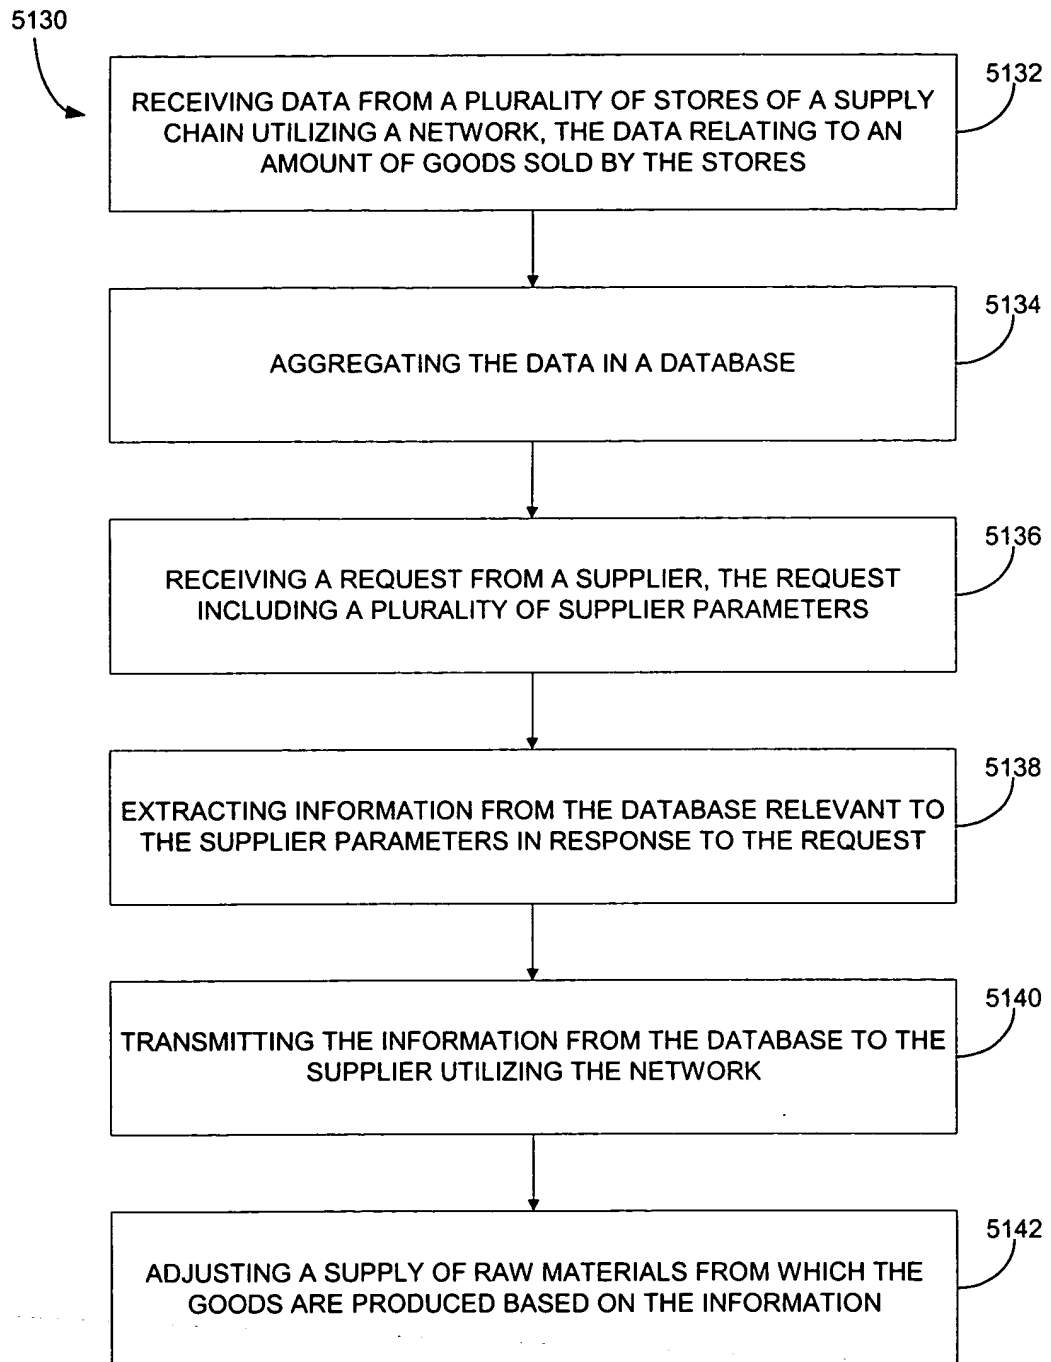 5130
5132
RECEIVING DATA FROM A PLURALITY OF STORES OF A SUPPLY
CHAIN UTILIZING A NETWORK, THE DATA RELATING TO AN
AMOUNT OF GOODS SOLD BY THE STORES
5134
AGGREGATING THE DATA IN A DATABASE
5136
RECEIVING A REQUEST FROM A SUPPLIER, THE REQUEST
INCLUDING A PLURALITY OF SUPPLIER PARAMETERS
5138
EXTRACTING INFORMATION FROM THE DATABASE RELEVANT TO
THE SUPPLIER PARAMETERS IN RESPONSE TO THE REQUEST
5140
TRANSMITTING THE INFORMATION FROM THE DATABASE TO THE
SUPPLIER UTILIZING THE NETWORK
5142
ADJUSTING A SUPPLY OF RAW MATERIALS FROM WHICH THE
GOODS ARE PRODUCED BASED ON THE INFORMATION